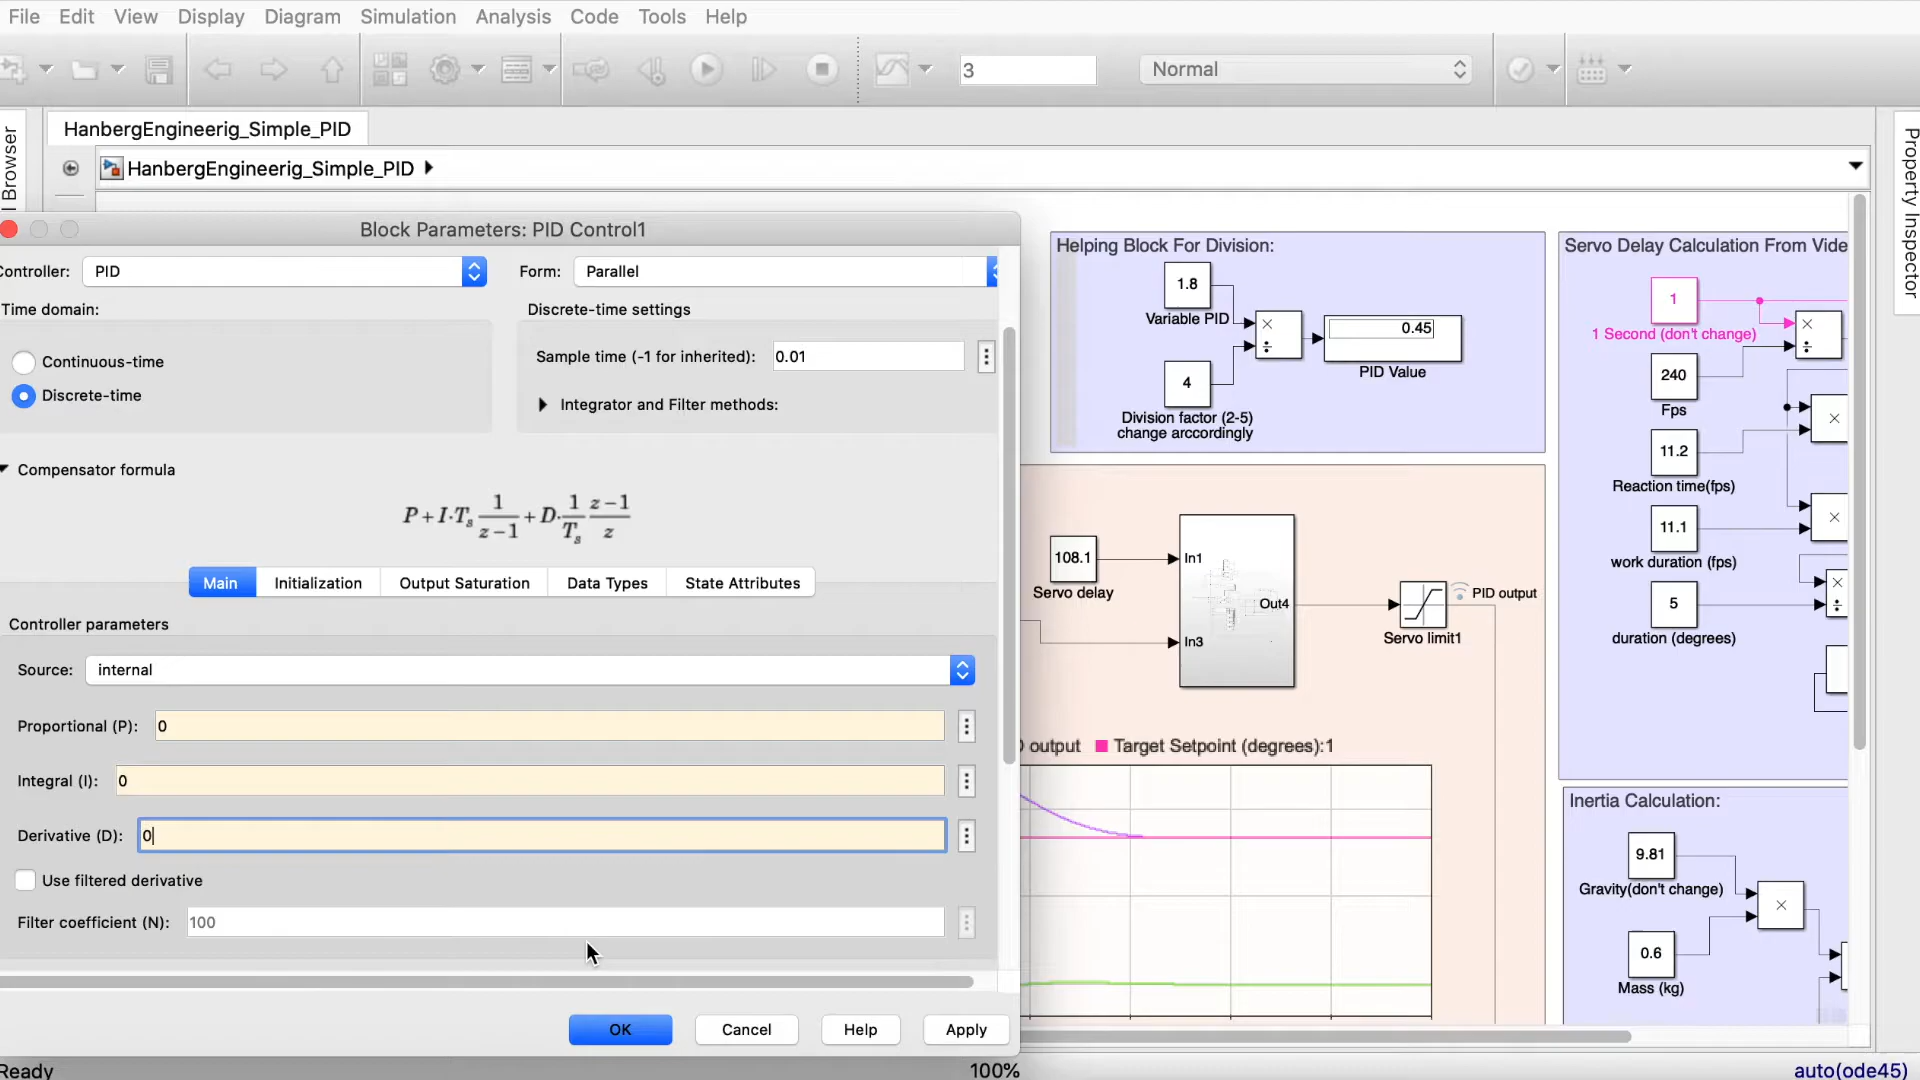 File Edit View Display Diagram Simulation Analysis Code Tools Help
3 Normal
HanbergEngineerig_Simple_PID
HanbergEngineerig_Simple_PID
Browser
Property Inspector
Block Parameters: PID Control1
Controller: PID Form: Parallel
Time domain:
Discrete-time settings
Continuous-time
Discrete-time
Sample time (-1 for inherited): 0.01
Integrator and Filter methods:
Compensator formula
P + I·T_s 1/(z−1) + D· 1/T_s (z−1)/z
Main Initialization Output Saturation Data Types State Attributes
Controller parameters
Source: internal
Proportional (P): 0
Integral (I): 0
Derivative (D): 0
Use filtered derivative
Filter coefficient (N): 100
OK Cancel Help Apply
Helping Block For Division:
1.8
Variable PID
×
÷
0.45
PID Value
4
Division factor (2-5)
change arccordingly
Servo Delay Calculation From Vide
1
1 Second (don't change)
×
÷
240
Fps
×
11.2
Reaction time(fps)
×
11.1
work duration (fps)
×
÷
5
duration (degrees)
108.1
Servo delay
In1
Out4
In3
Servo limit1
PID output
output Target Setpoint (degrees):1
Inertia Calculation:
9.81
Gravity(don't change)
×
0.6
Mass (kg)
Ready 100% auto(ode45)